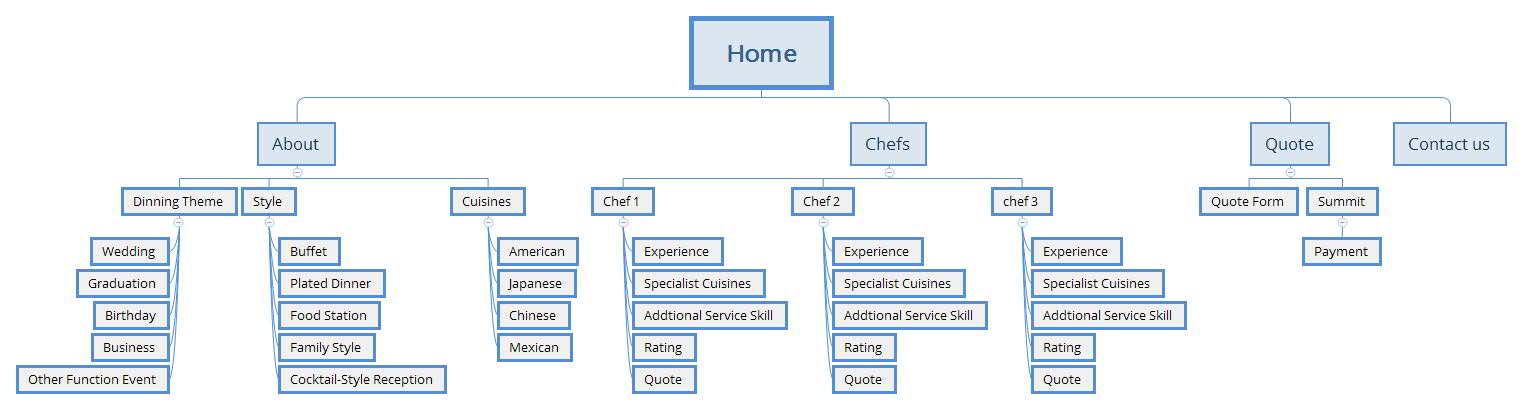 Home
About
Chefs
Quote
Contact us
Dinning Theme
Style
Cuisines
Chef 1
Chef 2
chef 3
Quote Form
Summit
Wedding
Graduation
Birthday
Business
Other Function Event
Buffet
Plated Dinner
Food Station
Family Style
Cocktail-Style Reception
American
Japanese
Chinese
Mexican
Experience
Specialist Cuisines
Addtional Service Skill
Rating
Quote
Experience
Specialist Cuisines
Addtional Service Skill
Rating
Quote
Experience
Specialist Cuisines
Addtional Service Skill
Rating
Quote
Payment